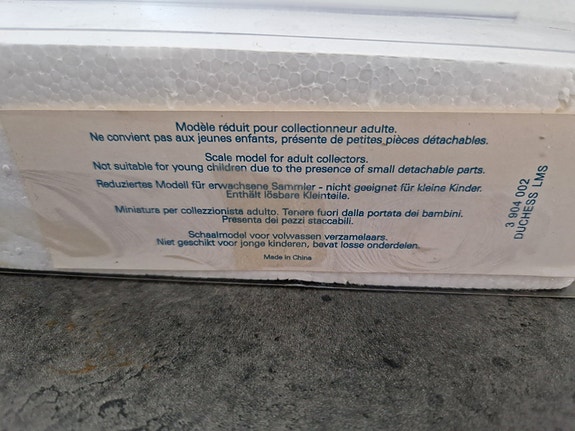 Modèle réduit pour collectionneur adulte.
Ne convient pas aux jeunes enfants, présente de petites pièces détachables.
Scale model for adult collectors.
Not suitable for young children due to the presence of small detachable parts.
Reduziertes Modell für erwachsene Sammler - nicht geeignet für kleine Kinder.
Enthält lösbare Kleinteile.
Miniatura per collezzionista adulto. Tenere fuori dalla portata dei bambini.
Presenta dei pezzi staccabili.
Schaalmodel voor volwassen verzamelaars.
Niet geschikt voor jonge kinderen, bevat losse onderdelen.
Made in China
3 904 002
DUCHESS LMS